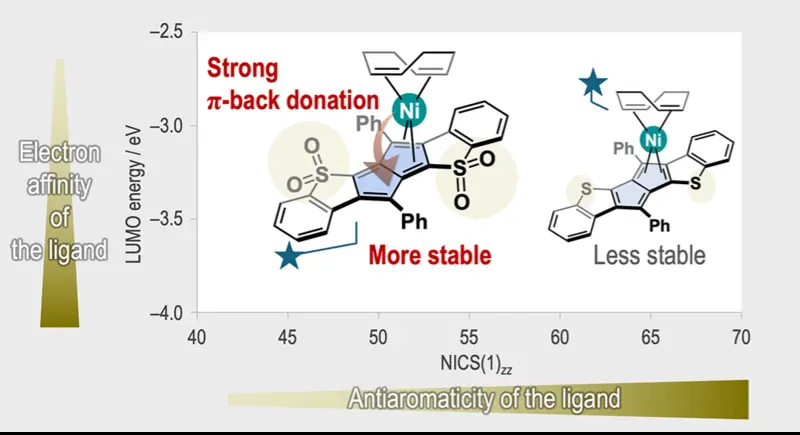 –2.5
–3.0
–3.5
–4.0
LUMO energy / eV
Electron
affinity
of
the ligand
Strong
π-back donation
Ni
Ph
S
O
O
S
O
O
Ph
More stable
Ni
Ph
S
S
Ph
Less stable
40
45
50
55
60
65
70
NICS(1)zz
Antiaromaticity of the ligand